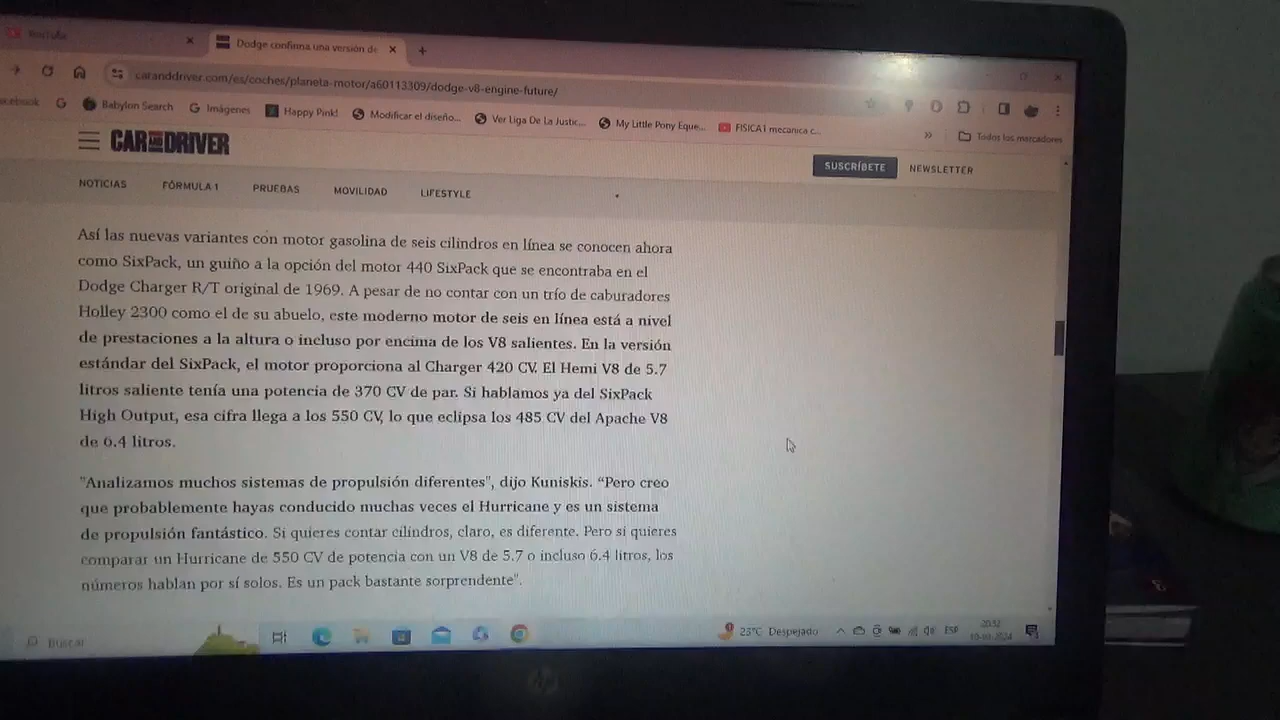 YouTube
Dodge confirma una versión de
caranddriver.com/es/coches/planeta-motor/a60113309/dodge-v8-engine-future/
Babylon Search
Imágenes
Happy Pink!
Modificar el diseño...
Ver Liga De La Justic...
My Little Pony Eque...
FISICA I mecanica c...
Todos los marcadores
CAR AND DRIVER
SUSCRÍBETE
NEWSLETTER
NOTICIAS
FÓRMULA 1
PRUEBAS
MOVILIDAD
LIFESTYLE
Así las nuevas variantes con motor gasolina de seis cilindros en línea se conocen ahora
como SixPack, un guiño a la opción del motor 440 SixPack que se encontraba en el
Dodge Charger R/T original de 1969. A pesar de no contar con un trío de caburadores
Holley 2300 como el de su abuelo, este moderno motor de seis en línea está a nivel
de prestaciones a la altura o incluso por encima de los V8 salientes. En la versión
estándar del SixPack, el motor proporciona al Charger 420 CV. El Hemi V8 de 5.7
litros saliente tenía una potencia de 370 CV de par. Si hablamos ya del SixPack
High Output, esa cifra llega a los 550 CV, lo que eclipsa los 485 CV del Apache V8
de 6.4 litros.
"Analizamos muchos sistemas de propulsión diferentes", dijo Kuniskis. “Pero creo
que probablemente hayas conducido muchas veces el Hurricane y es un sistema
de propulsión fantástico. Si quieres contar cilindros, claro, es diferente. Pero si quieres
comparar un Hurricane de 550 CV de potencia con un V8 de 5.7 o incluso 6.4 litros, los
números hablan por sí solos. Es un pack bastante sorprendente".
Buscar
23°C Despejado
ESP
20:52
hp